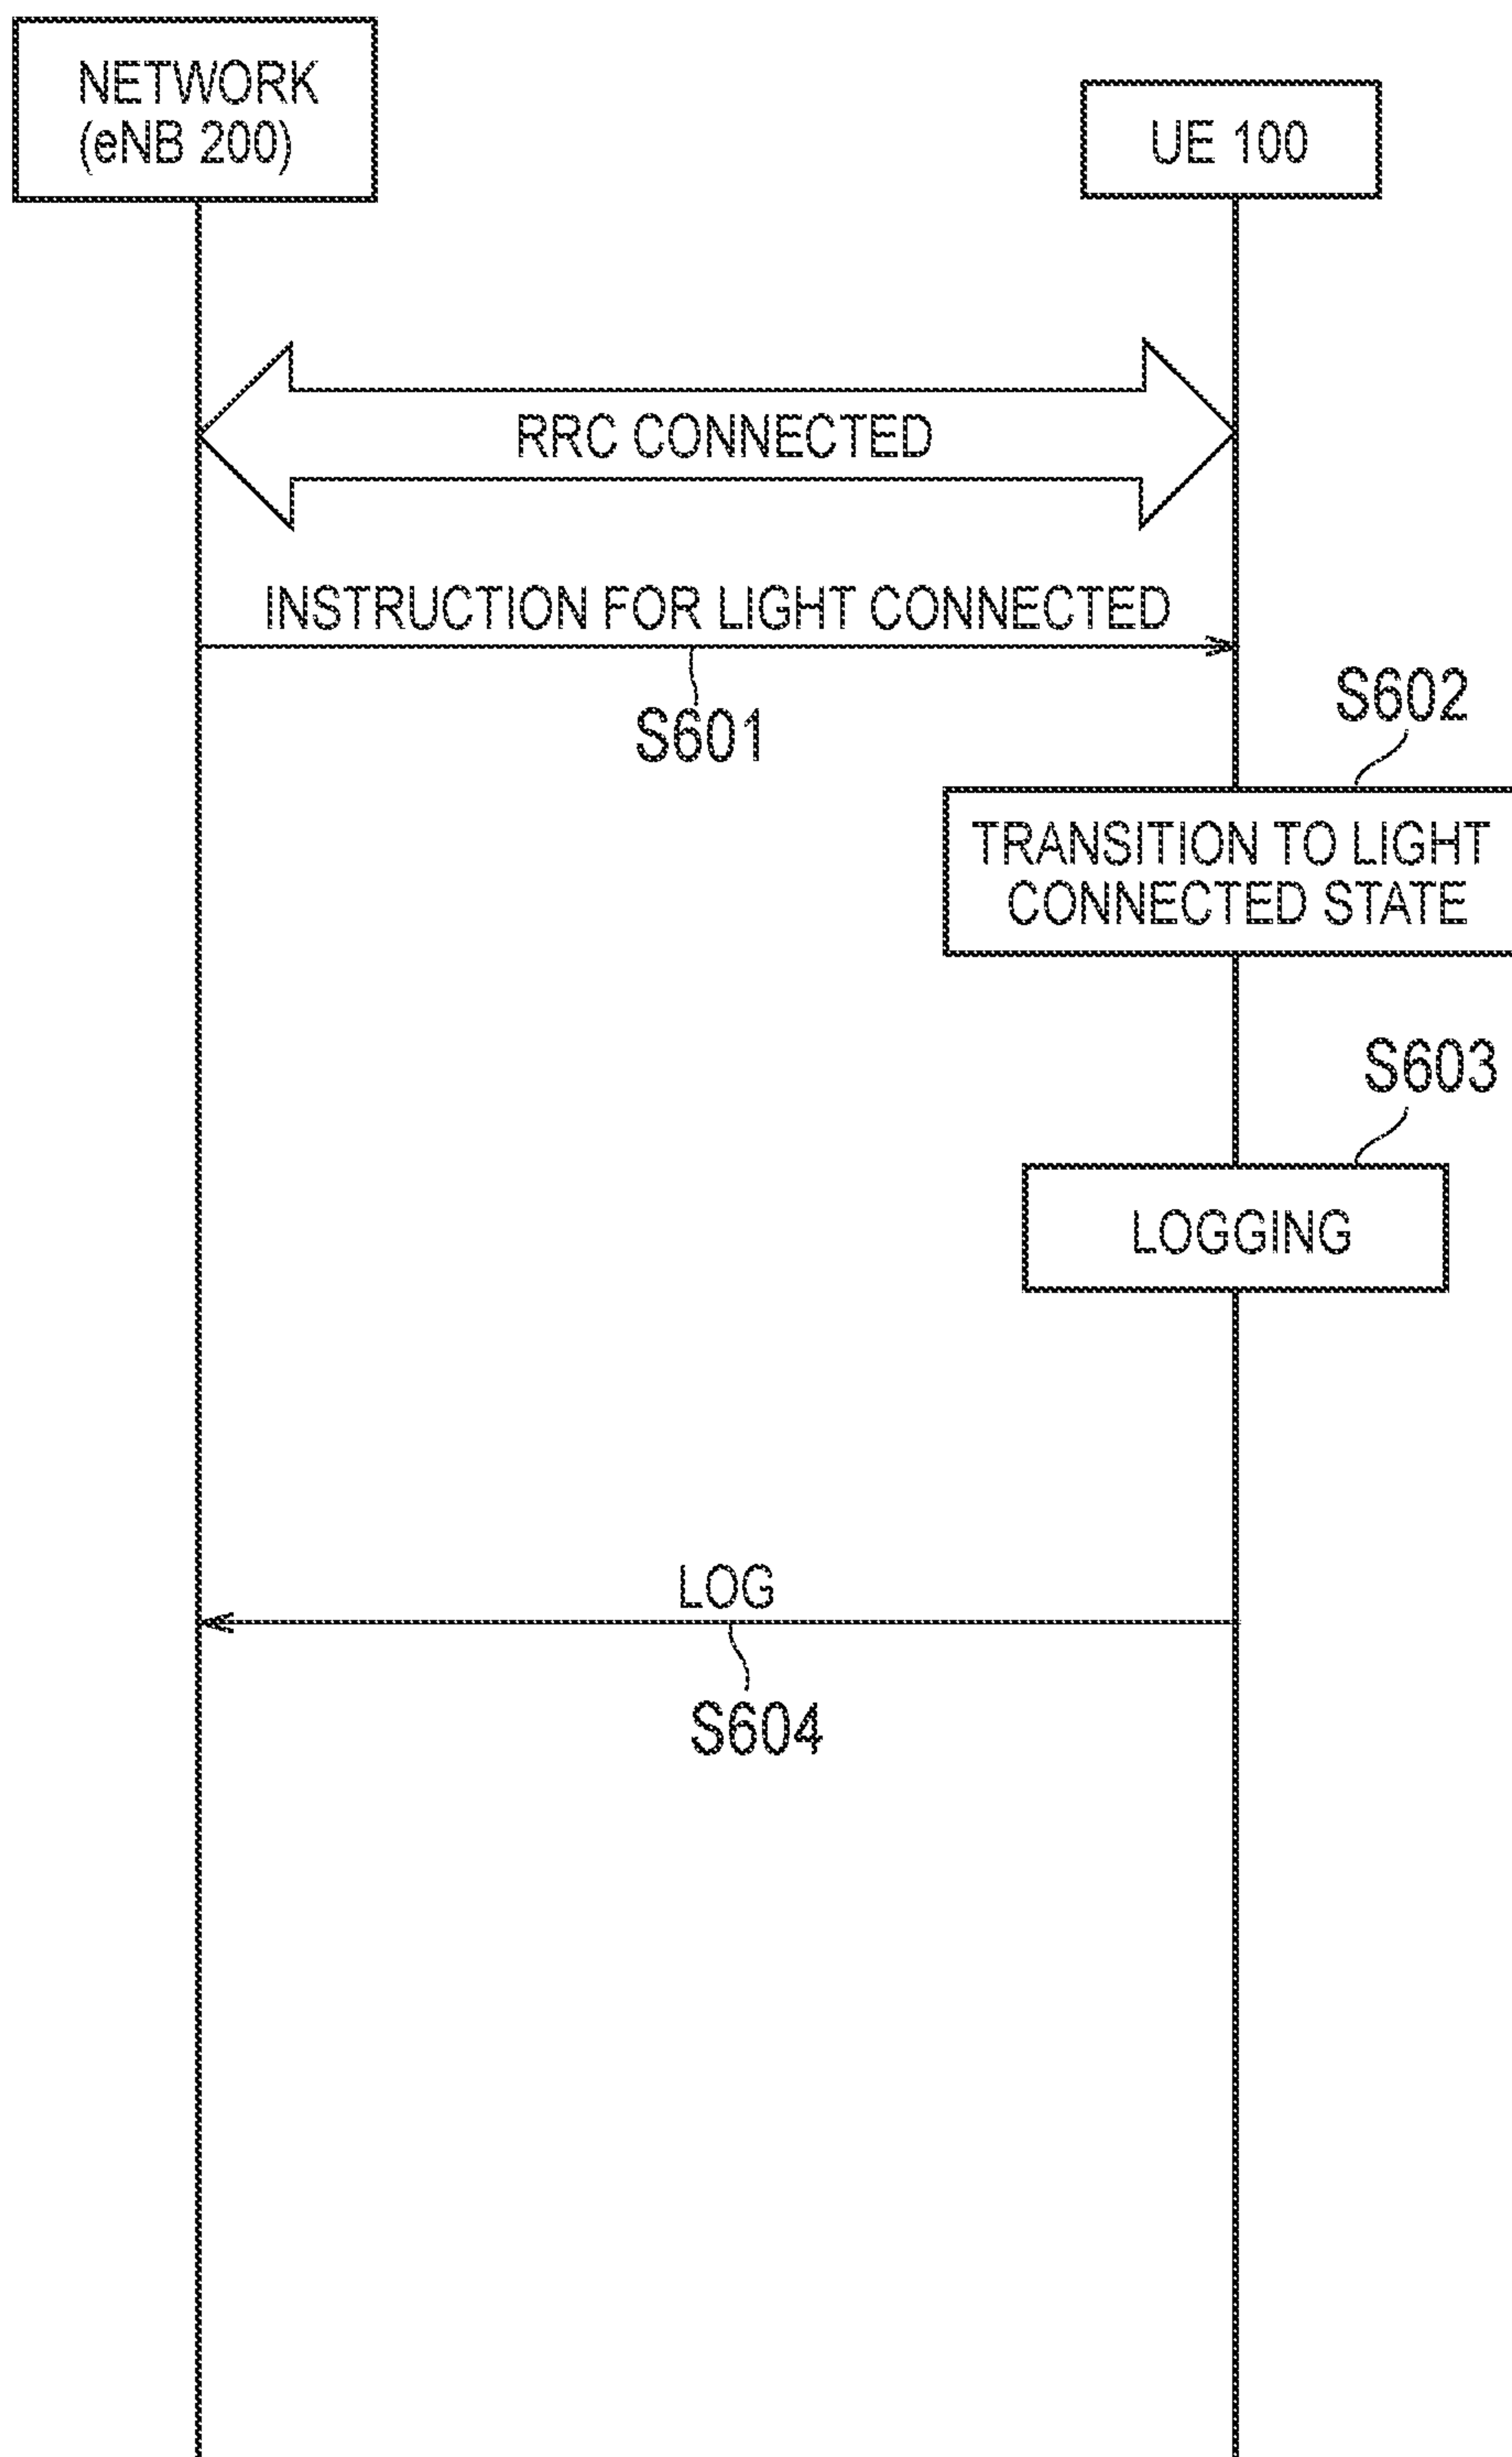 NETWORK
(eNB 200)
UE 100
RRC CONNECTED
INSTRUCTION FOR LIGHT CONNECTED
S601
S602
TRANSITION TO LIGHT
CONNECTED STATE
S603
LOGGING
LOG
S604